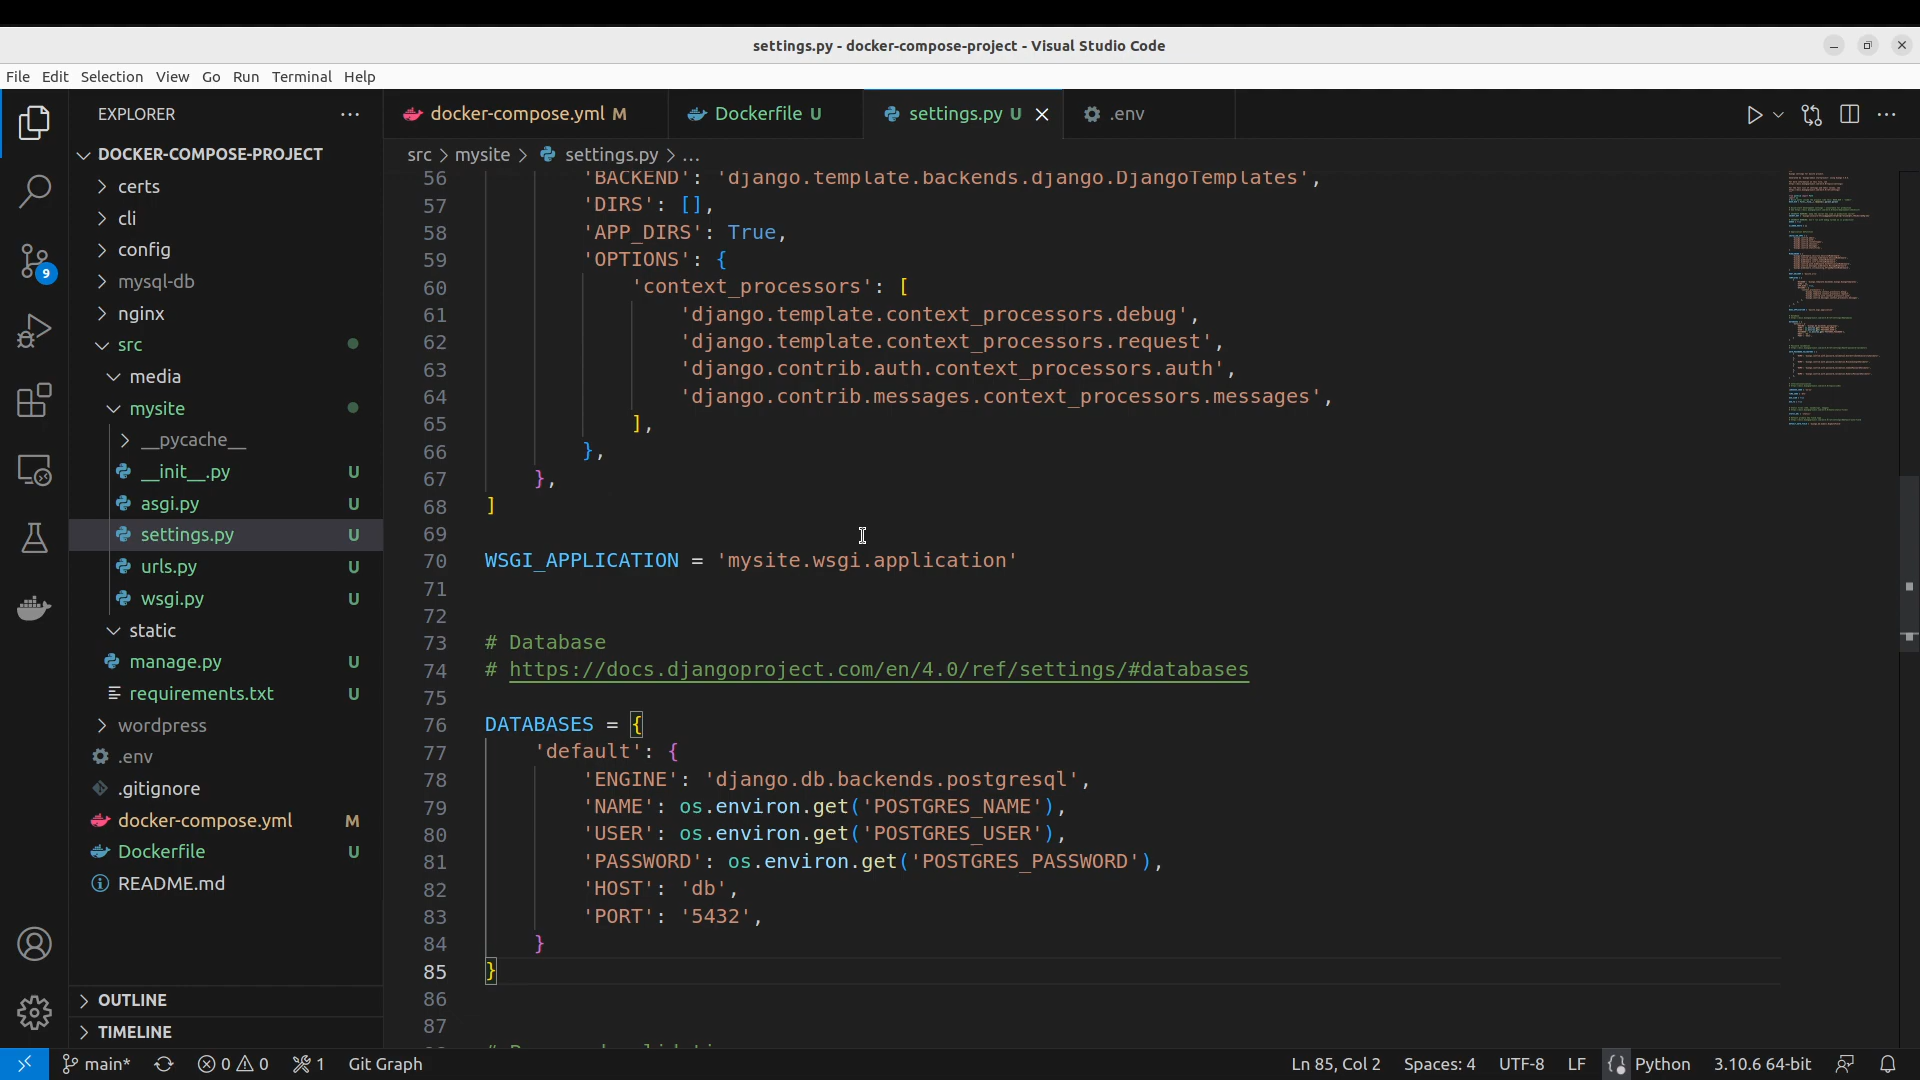 settings.py - docker-compose-project - Visual Studio Code
File Edit Selection View Go Run Terminal Help
EXPLORER
DOCKER-COMPOSE-PROJECT
certs
cli
config
mysql-db
nginx
src
media
mysite
__pycache__
__init__.py U
asgi.py U
settings.py U
urls.py U
wsgi.py U
static
manage.py U
requirements.txt U
wordpress
.env
.gitignore
docker-compose.yml M
Dockerfile U
README.md
OUTLINE
TIMELINE
9
docker-compose.yml M Dockerfile U settings.py U .env
src > mysite > settings.py > ...
56 'BACKEND': 'django.template.backends.django.DjangoTemplates',
57 'DIRS': [],
58 'APP_DIRS': True,
59 'OPTIONS': {
60 'context_processors': [
61 'django.template.context_processors.debug',
62 'django.template.context_processors.request',
63 'django.contrib.auth.context_processors.auth',
64 'django.contrib.messages.context_processors.messages',
65 ],
66 },
67 },
68 ]
69
70 WSGI_APPLICATION = 'mysite.wsgi.application'
71
72
73 # Database
74 # https://docs.djangoproject.com/en/4.0/ref/settings/#databases
75
76 DATABASES = {
77 'default': {
78 'ENGINE': 'django.db.backends.postgresql',
79 'NAME': os.environ.get('POSTGRES_NAME'),
80 'USER': os.environ.get('POSTGRES_USER'),
81 'PASSWORD': os.environ.get('POSTGRES_PASSWORD'),
82 'HOST': 'db',
83 'PORT': '5432',
84 }
85 }
86
87
main* 0 0 1 Git Graph Ln 85, Col 2 Spaces: 4 UTF-8 LF Python 3.10.6 64-bit